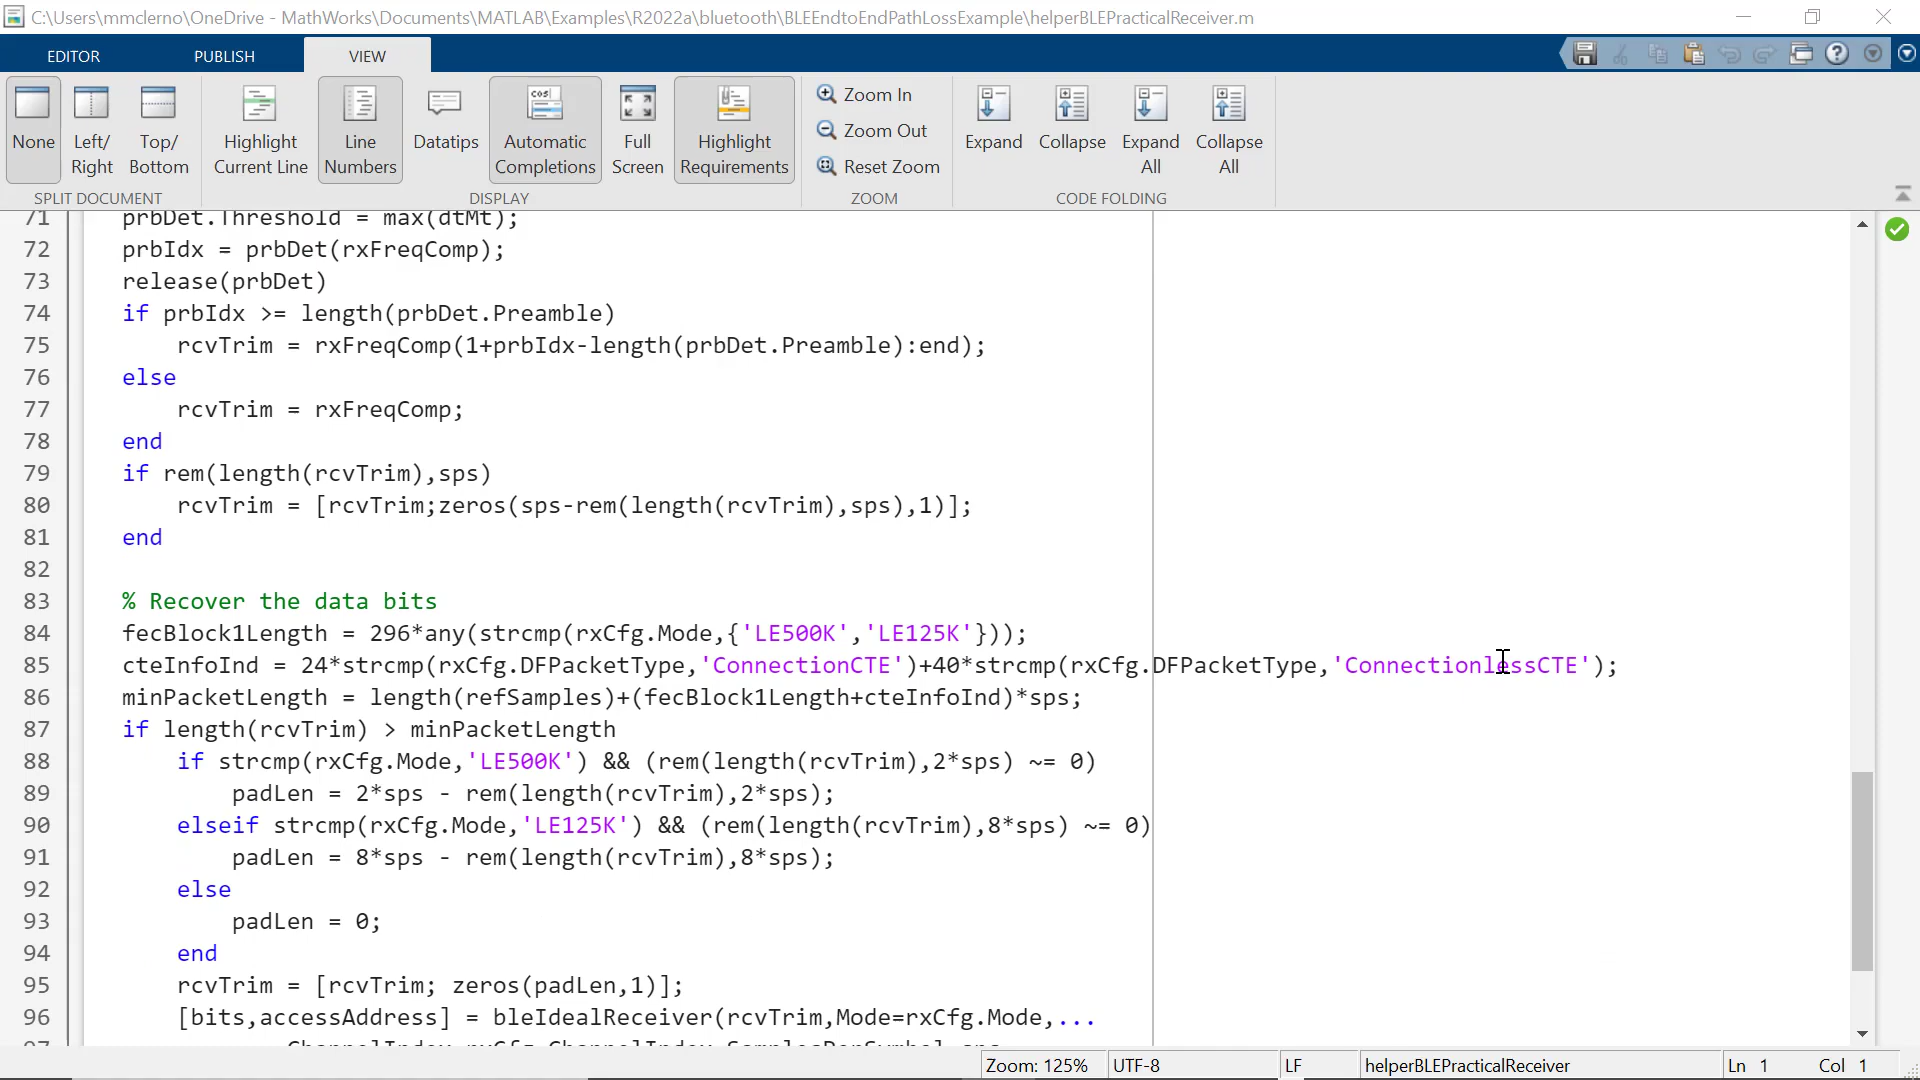 C:\Users\mmclerno\OneDrive - MathWorks\Documents\MATLAB\Examples\R2022a\bluetooth\BLEEndtoEndPathLossExample\helperBLEPracticalReceiver.m
EDITOR PUBLISH VIEW
None
Left/ Right
Top/ Bottom
Highlight Current Line
Line Numbers
Datatips
cos(
Automatic Completions
Full Screen
Highlight Requirements
Zoom In
Zoom Out
Reset Zoom
Expand
Collapse
Expand All
Collapse All
SPLIT DOCUMENT DISPLAY ZOOM CODE FOLDING
71 prbDet.Threshold = max(dtMt);
72 prbIdx = prbDet(rxFreqComp);
73 release(prbDet)
74 if prbIdx >= length(prbDet.Preamble)
75 rcvTrim = rxFreqComp(1+prbIdx-length(prbDet.Preamble):end);
76 else
77 rcvTrim = rxFreqComp;
78 end
79 if rem(length(rcvTrim),sps)
80 rcvTrim = [rcvTrim;zeros(sps-rem(length(rcvTrim),sps),1)];
81 end
82
83 % Recover the data bits
84 fecBlock1Length = 296*any(strcmp(rxCfg.Mode,{'LE500K','LE125K'}));
85 cteInfoInd = 24*strcmp(rxCfg.DFPacketType,'ConnectionCTE')+40*strcmp(rxCfg.DFPacketType,'ConnectionlessCTE');
86 minPacketLength = length(refSamples)+(fecBlock1Length+cteInfoInd)*sps;
87 if length(rcvTrim) > minPacketLength
88 if strcmp(rxCfg.Mode,'LE500K') && (rem(length(rcvTrim),2*sps) ~= 0)
89 padLen = 2*sps - rem(length(rcvTrim),2*sps);
90 elseif strcmp(rxCfg.Mode,'LE125K') && (rem(length(rcvTrim),8*sps) ~= 0)
91 padLen = 8*sps - rem(length(rcvTrim),8*sps);
92 else
93 padLen = 0;
94 end
95 rcvTrim = [rcvTrim; zeros(padLen,1)];
96 [bits,accessAddress] = bleIdealReceiver(rcvTrim,Mode=rxCfg.Mode,...
Zoom: 125% UTF-8 LF helperBLEPracticalReceiver Ln 1 Col 1